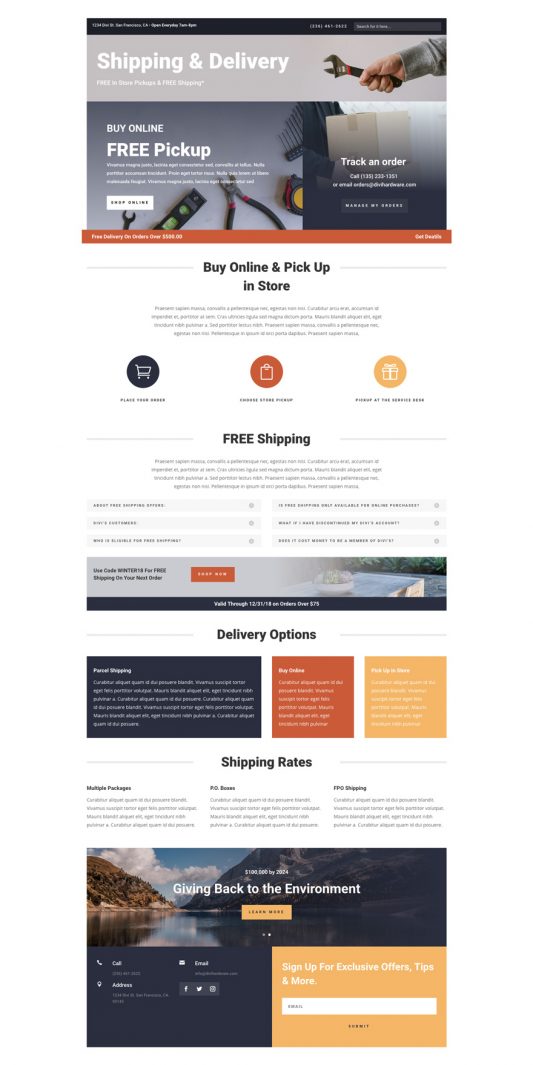 1234 Divi St. San Francisco, CA - Open Everyday 7am-8pm
(236) 461-2622
Search for it here...
Shipping & Delivery
FREE In Store Pickups & FREE Shipping*
BUY ONLINE
FREE Pickup
Vivamus magna justo, lacinia eget consectetur sed, convallis at tellus. Nulla
porttitor accumsan tincidunt. Proin eget tortor risus. Nulla quis lorem ut libero
malesuada feugiat. Vivamus magna justo, lacinia eget consectetur sed
SHOP ONLINE
Track an order
Call (135) 233-1351
or email orders@divihardware.com
MANAGE MY ORDERS
Free Delivery On Orders Over $500.00
Get Deatils
Buy Online & Pick Up
in Store
Praesent sapien massa, convallis a pellentesque nec, egestas non nisi. Curabitur arcu erat, accumsan id
imperdiet et, porttitor at sem. Cras ultricies ligula sed magna dictum porta. Mauris blandit aliquet elit, eget
tincidunt nibh pulvinar a. Sed porttitor lectus nibh. Praesent sapien massa, convallis a pellentesque nec,
egestas non nisi. Pellentesque in ipsum id orci porta dapibus. Praesent sapien massa,
PLACE YOUR ORDER
CHOOSE STORE PICKUP
PICKUP AT THE SERVICE DESK
FREE Shipping
Praesent sapien massa, convallis a pellentesque nec, egestas non nisi. Curabitur arcu erat, accumsan id
imperdiet et, porttitor at sem. Cras ultricies ligula sed magna dictum porta. Mauris blandit aliquet elit, eget
tincidunt nibh pulvinar a. Sed porttitor lectus nibh. Praesent sapien massa, convallis a pellentesque nec,
egestas non nisi. Pellentesque in ipsum id orci porta dapibus. Praesent sapien massa,
ABOUT FREE SHIPPING OFFERS:
IS FREE SHIPPING ONLY AVAILABLE FOR ONLINE PURCHASES?
DIVI'S CUSTOMERS:
WHAT IF I HAVE DISCONTINUED MY DIVI'S ACCOUNT?
WHO IS ELIGIBLE FOR FREE SHIPPING?
DOES IT COST MONEY TO BE A MEMBER OF DIVI'S?
Use Code WINTER18 For FREE
Shipping On Your Next Order
SHOP NOW
Valid Through 12/31/18 on Orders Over $75
Delivery Options
Parcel Shipping
Curabitur aliquet quam id dui posuere blandit. Vivamus suscipit tortor
eget felis porttitor volutpat. Mauris blandit aliquet elit, eget tincidunt nibh
pulvinar a. Curabitur aliquet quam id dui posuere. Curabitur aliquet quam
id dui posuere blandit. Vivamus suscipit tortor eget felis porttitor volutpat.
Mauris blandit aliquet elit, eget tincidunt nibh pulvinar a. Curabitur aliquet
quam id dui posuere.
Buy Online
Curabitur aliquet quam id dui
posuere blandit. Vivamus
suscipit tortor eget felis
porttitor volutpat. Mauris
blandit aliquet elit, eget
tincidunt nibh pulvinar
Pick Up In Store
Curabitur aliquet quam id dui
posuere blandit. Vivamus
suscipit tortor eget felis
porttitor volutpat. Mauris
blandit aliquet elit, eget
tincidunt nibh pulvinar
Shipping Rates
Multiple Packages
Curabitur aliquet quam id dui posuere blandit.
Vivamus suscipit tortor eget felis porttitor volutpat.
Mauris blandit aliquet elit, eget tincidunt nibh
pulvinar a. Curabitur aliquet quam id dui posuere.
P.O. Boxes
Curabitur aliquet quam id dui posuere blandit.
Vivamus suscipit tortor eget felis porttitor volutpat.
Mauris blandit aliquet elit, eget tincidunt nibh
pulvinar a. Curabitur aliquet quam id dui posuere.
FPO Shipping
Curabitur aliquet quam id dui posuere blandit.
Vivamus suscipit tortor eget felis porttitor volutpat.
Mauris blandit aliquet elit, eget tincidunt nibh
pulvinar a. Curabitur aliquet quam id dui posuere.
$100,000 by 2024
Giving Back to the Environment
LEARN MORE
Call
Email
info@divihardware.com
Address
1234 Divi St. San Francisco, CA
Sign Up For Exclusive Offers, Tips
& More.
EMAIL
SUBMIT